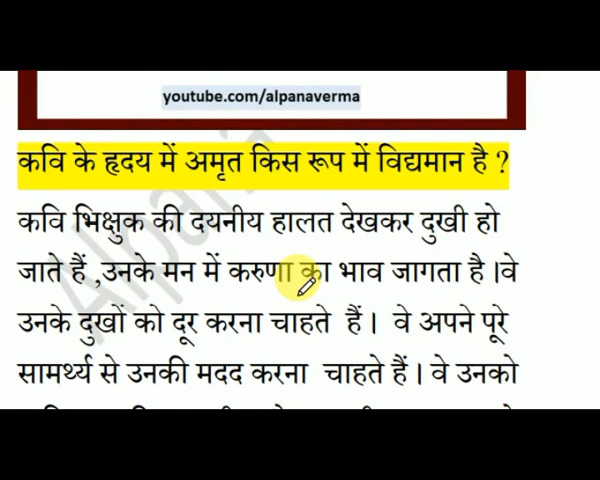 youtube.com/alpanaverma
कवि के हृदय में अमृत किस रूप में विद्यमान है ?
कवि भिक्षुक की दयनीय हालत देखकर दुखी हो
जाते हैं ,उनके मन में करुणा का भाव जागता है ।वे
उनके दुखों को दूर करना चाहते हैं । वे अपने पूरे
सामर्थ्य से उनकी मदद करना चाहते हैं । वे उनको